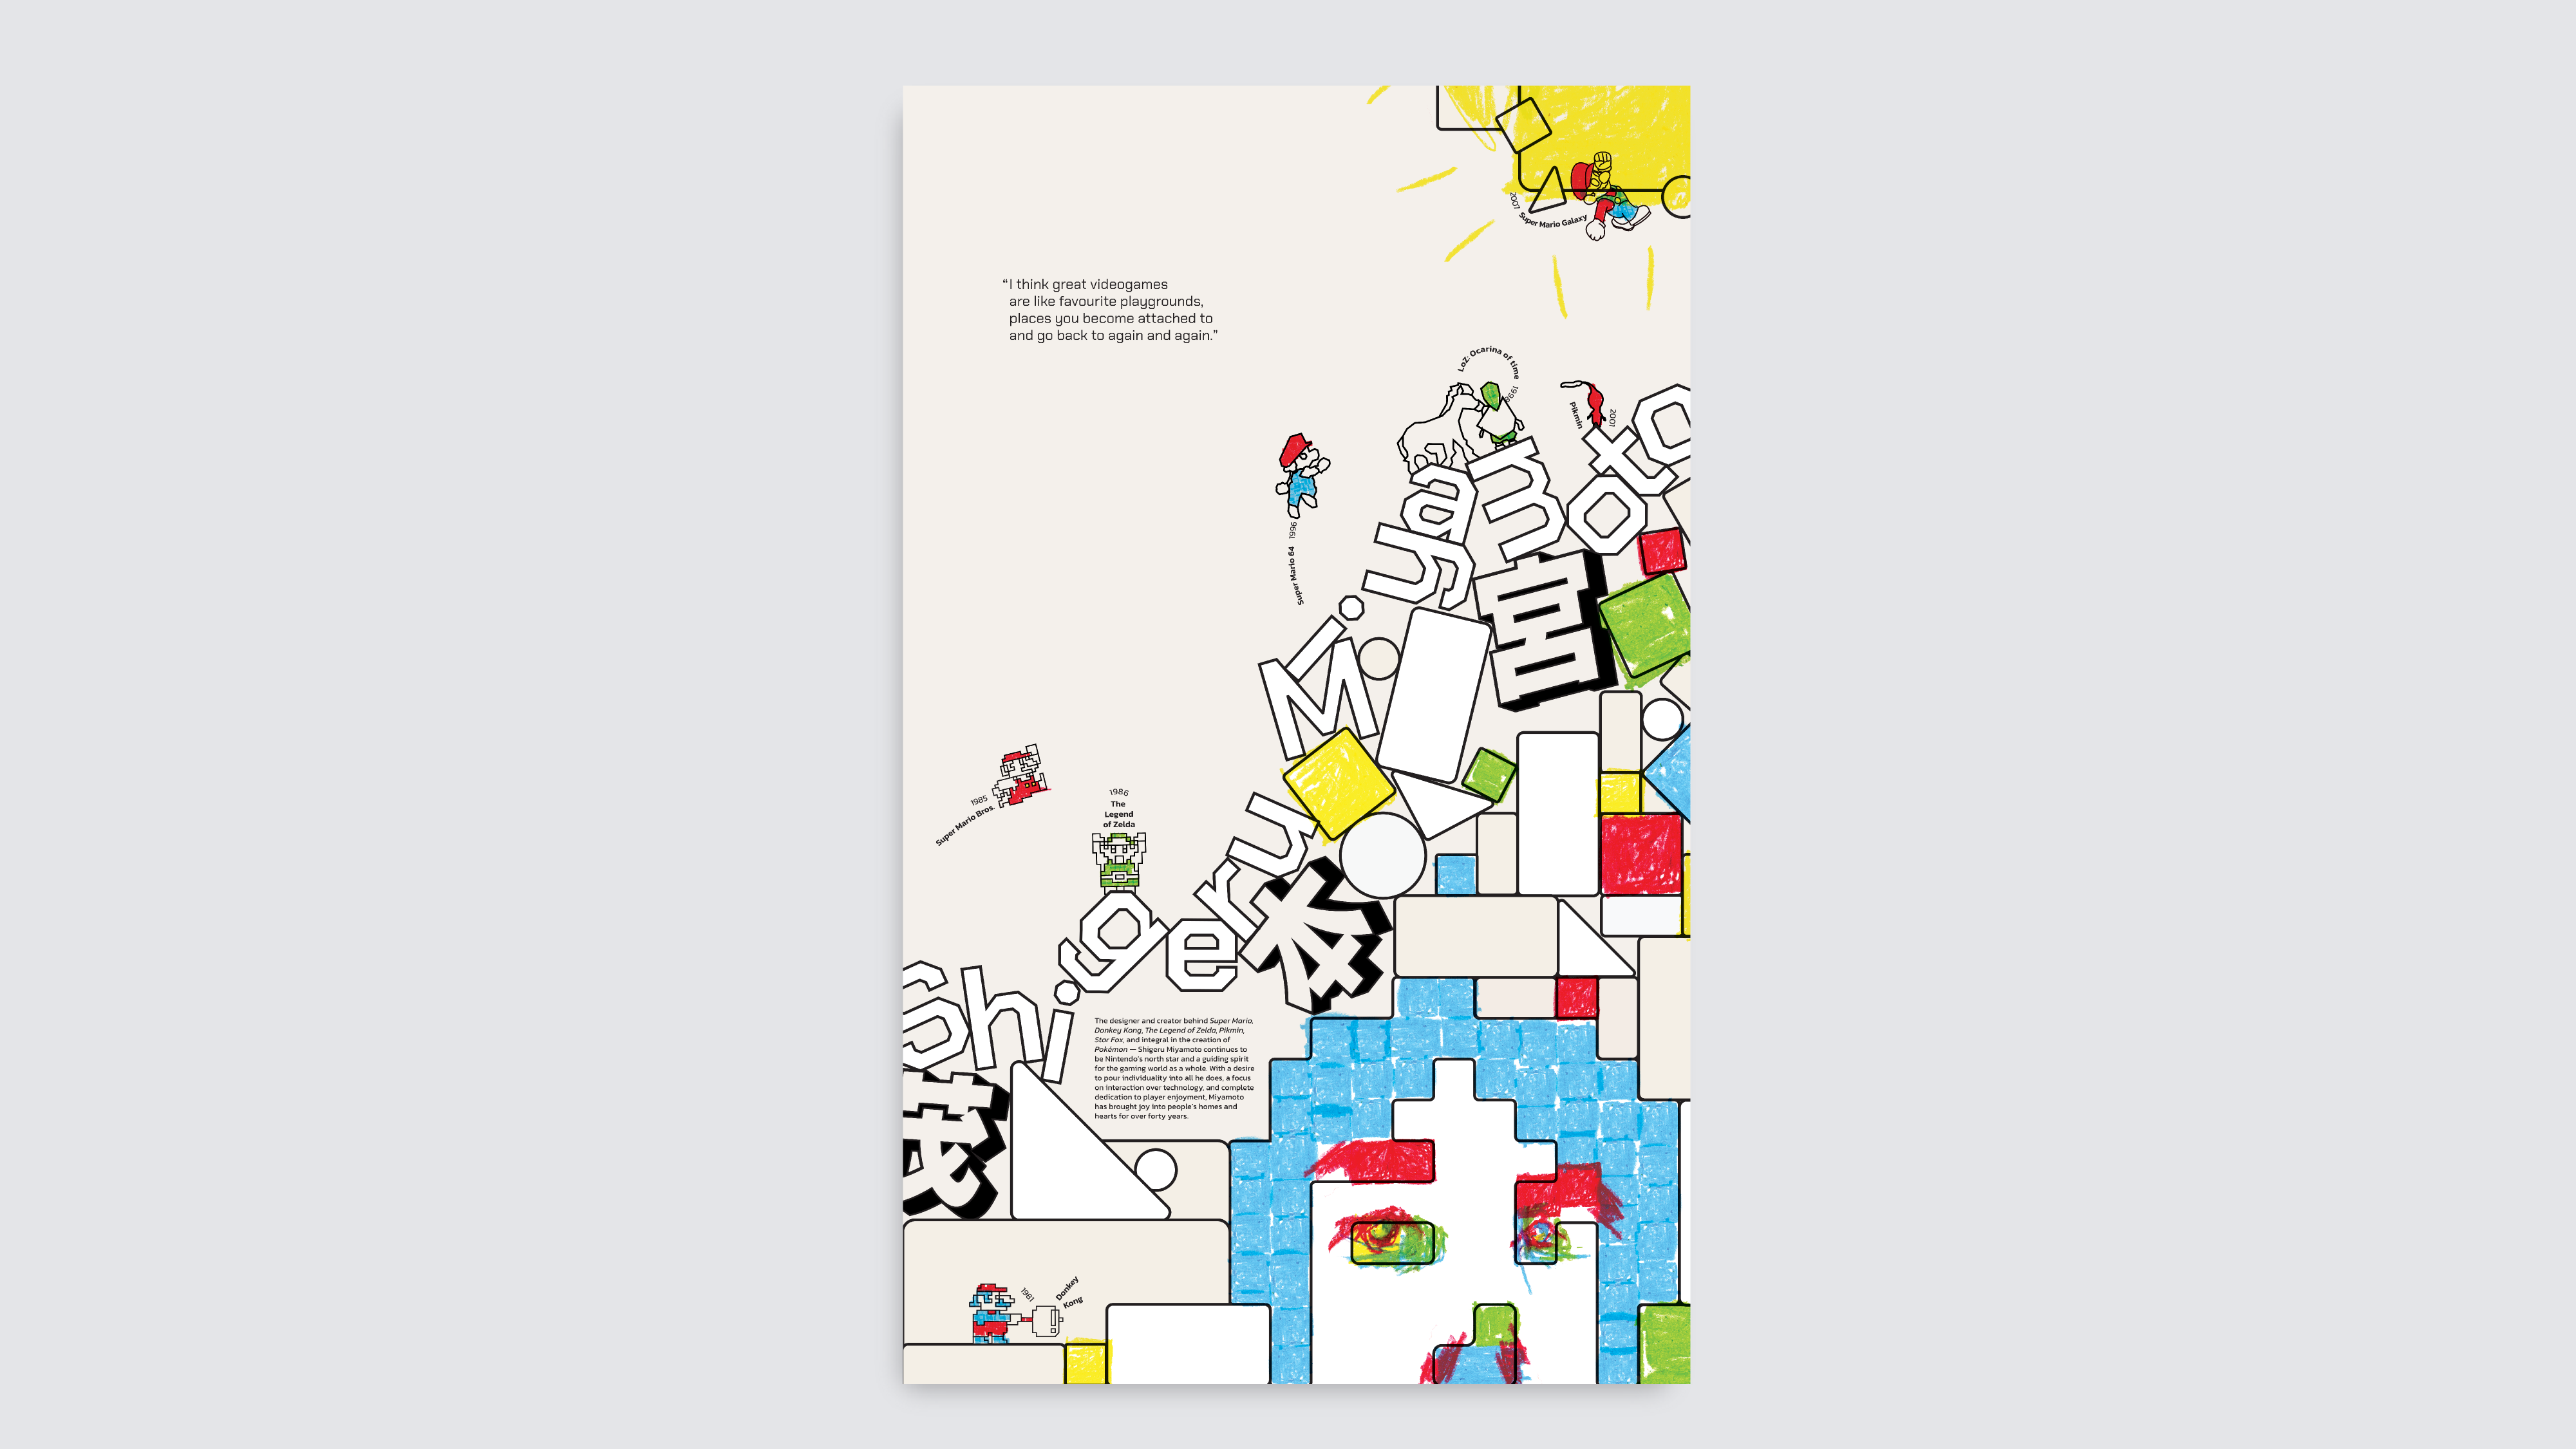 2007 Super Mario Galaxy
“I think great videogames
are like favourite playgrounds,
places you become attached to
and go back to again and again.”
LoZ: Ocarina of time 1998
Pikmin 2001
Super Mario 64 1996
Miyamoto
宮
本
1985
Super Mario Bros.
1986
The
Legend
of Zelda
Shigeru
茂
The designer and creator behind Super Mario,
Donkey Kong, The Legend of Zelda, Pikmin,
Star Fox, and integral in the creation of
Pokémon — Shigeru Miyamoto continues to
be Nintendo's north star and a guiding spirit
for the gaming world as a whole. With a desire
to pour individuality into all he does, a focus
on interaction over technology, and complete
dedication to player enjoyment, Miyamoto
has brought joy into people's homes and
hearts for over forty years.
1981
Donkey
Kong